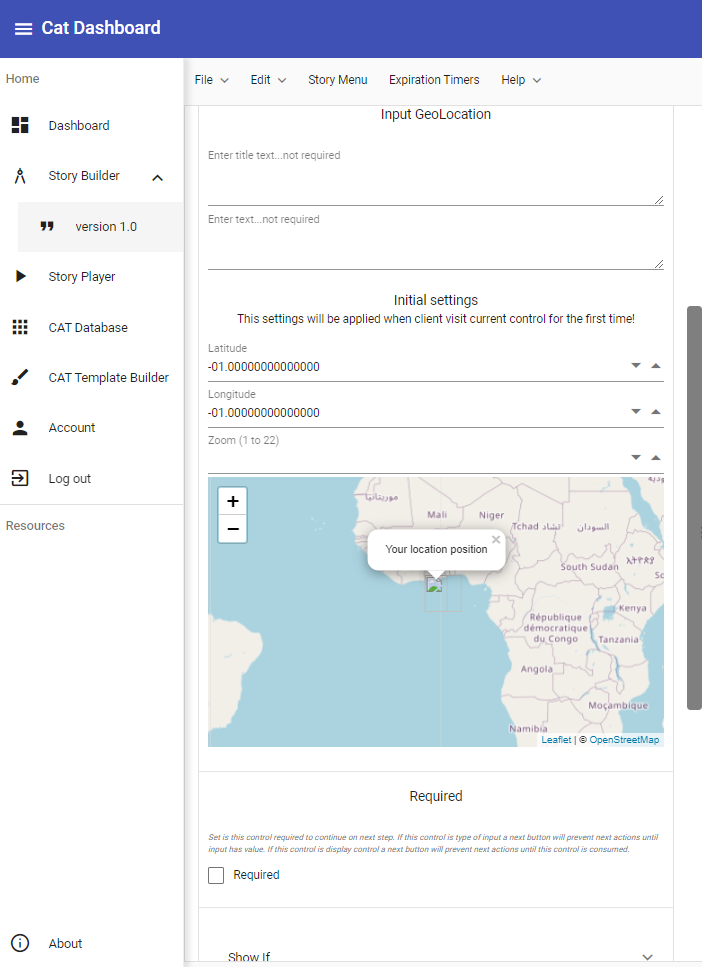 Cat Dashboard
Home
Dashboard
Story Builder
version 1.0
Story Player
CAT Database
CAT Template Builder
Account
Log out
Resources
About
File
Edit
Story Menu
Expiration Timers
Help
Input GeoLocation
Enter title text...not required
Enter text...not required
Initial settings
This settings will be applied when client visit current control for the first time!
Latitude
-01.00000000000000
Longitude
-01.00000000000000
Zoom (1 to 22)
+
−
موريتانيا
Mali
Niger
Tchad تشاد
السودان
Your location position
×
South Sudan
Kenya
République
démocratique
du Congo
Tanzania
Angola
Moçambique
Namibia
Leaflet | © OpenStreetMap
Required
Set is this control required to continue on next step. If this control is type of input a next button will prevent next actions until
input has value. If this control is display control a next button will prevent next actions until this control is consumed.
Required
Show If